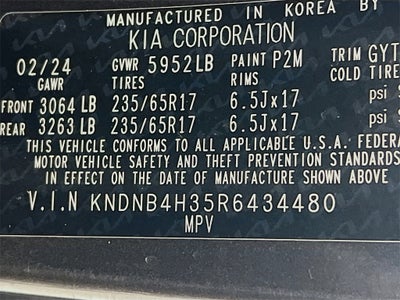 MANUFACTURED IN KOREA BY
KIA CORPORATION
02/24 GVWR 5952LB PAINT P2M TRIM GYT
GAWR TIRES RIMS COLD TIRE
FRONT 3064 LB 235/65R17 6.5Jx17 psi
REAR 3263 LB 235/65R17 6.5Jx17 psi
THIS VEHICLE CONFORMS TO ALL APPLICABLE U.S.A. FEDERA
MOTOR VEHICLE SAFETY AND THEFT PREVENTION STANDARDS
IN EFFECT ON THE DATE OF MANUFACTURE SHOWN ABOVE
V.I.N KNDNB4H35R6434480
MPV